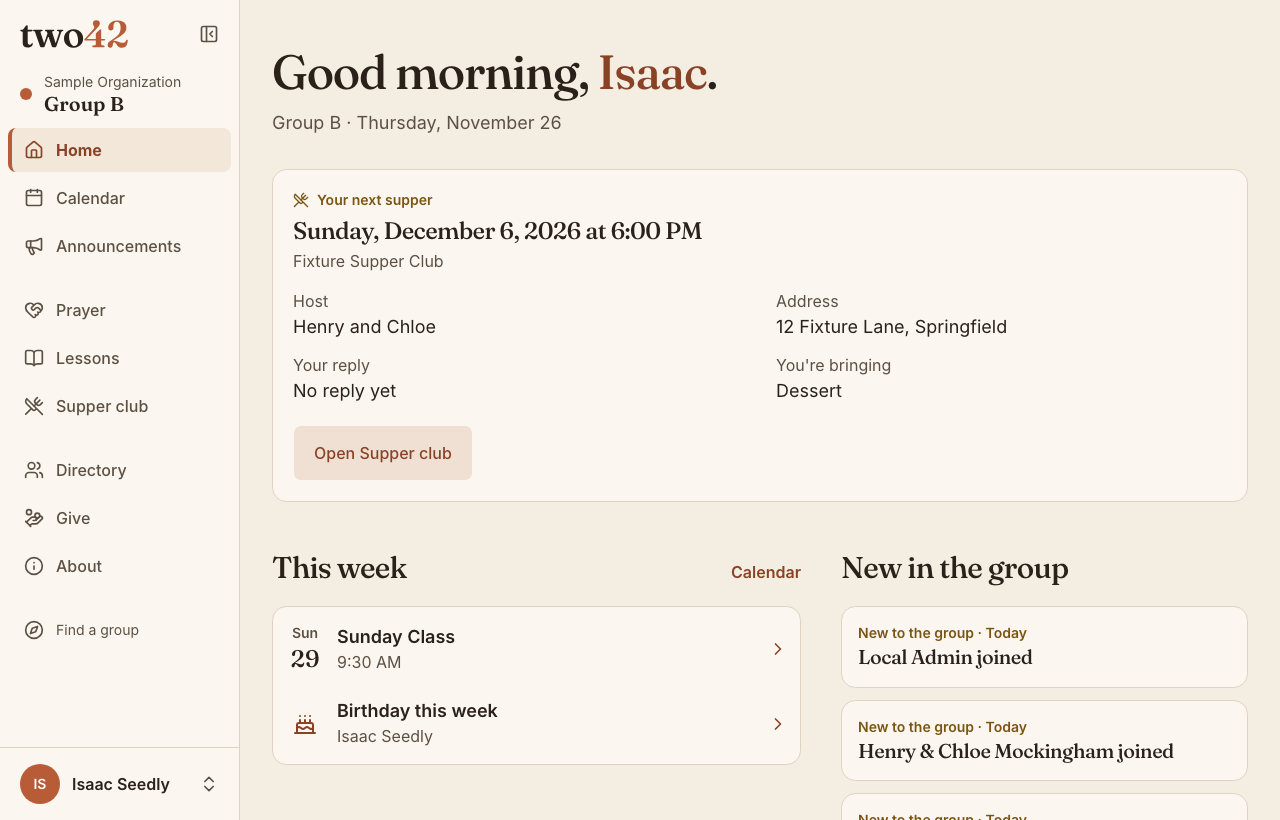 two42
Sample Organization
Group B
Home
Calendar
Announcements
Prayer
Lessons
Supper club
Directory
Give
About
Find a group
IS
Isaac Seedly
Good morning, Isaac.
Group B · Thursday, November 26
Your next supper
Sunday, December 6, 2026 at 6:00 PM
Fixture Supper Club
Host
Henry and Chloe
Address
12 Fixture Lane, Springfield
Your reply
No reply yet
You're bringing
Dessert
Open Supper club
This week
Calendar
Sun
29
Sunday Class
9:30 AM
Birthday this week
Isaac Seedly
New in the group
New to the group · Today
Local Admin joined
New to the group · Today
Henry & Chloe Mockingham joined
New to the group · Today